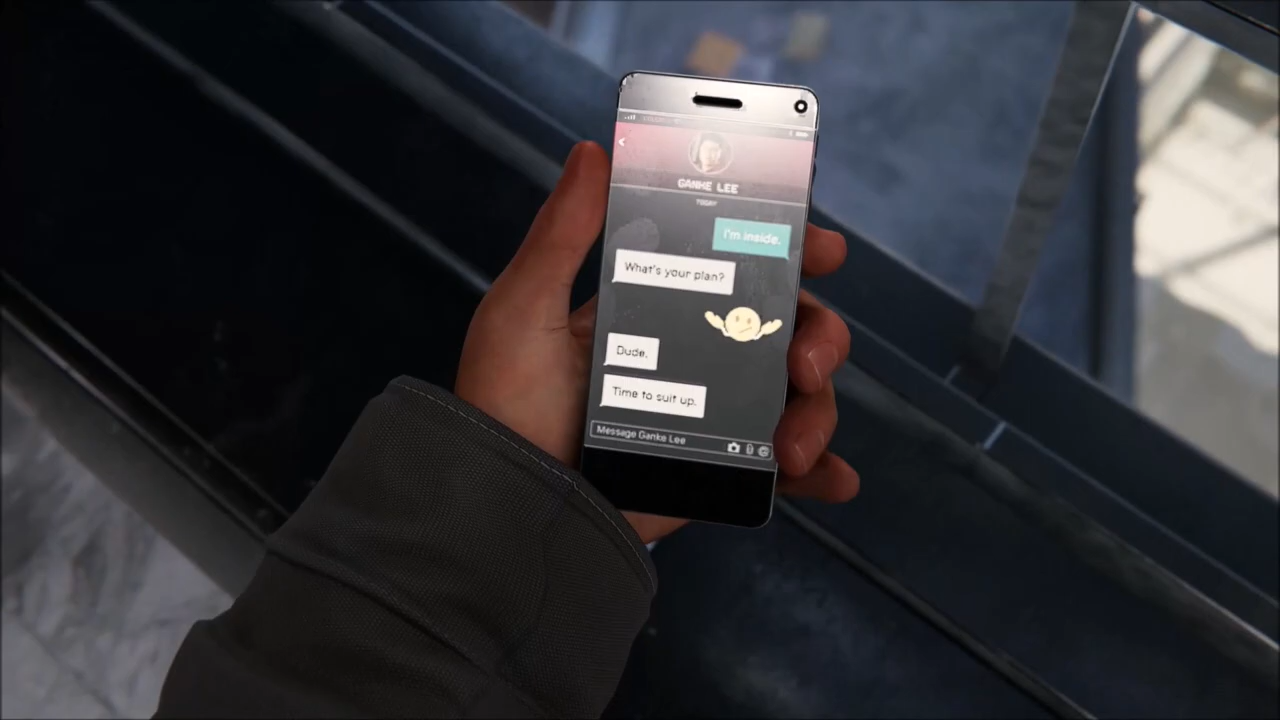 GANKE LEE
TODAY
I'm inside.
What's your plan?
Dude.
Time to suit up.
Message Ganke Lee